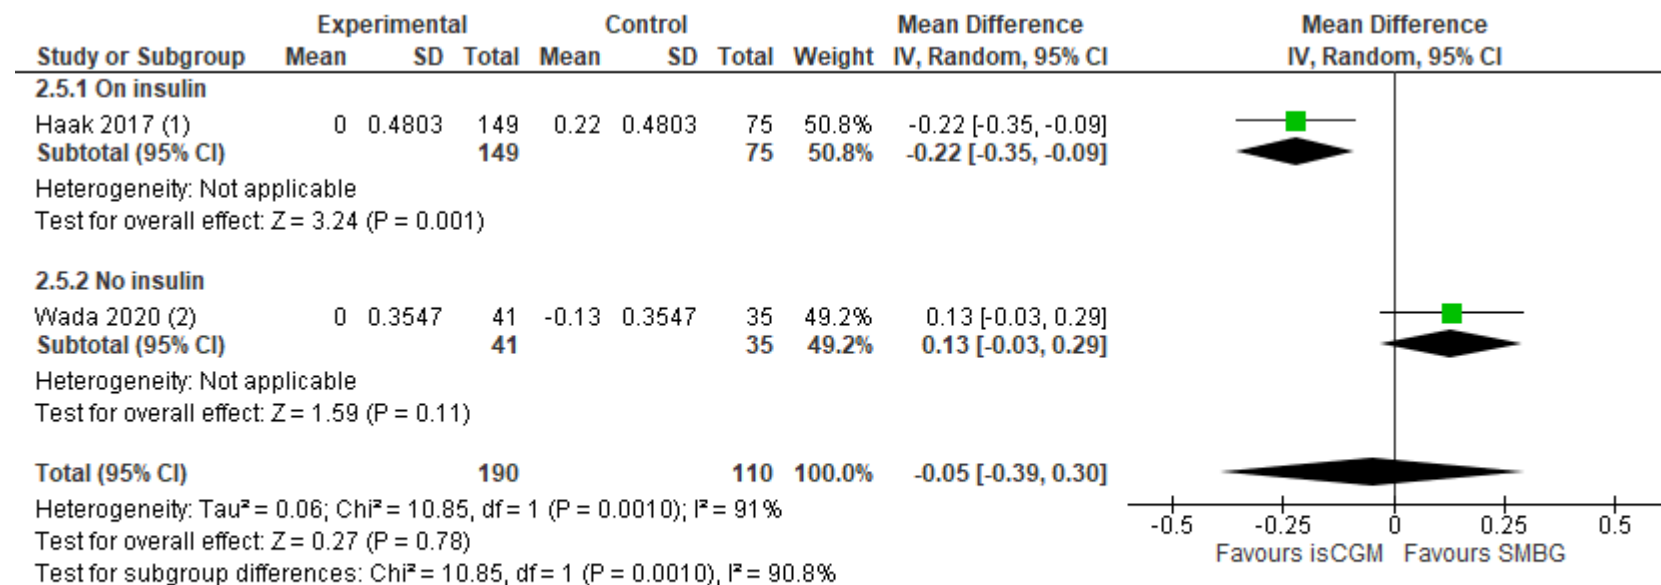 Experimental Control Mean Difference Mean Difference
Study or Subgroup Mean SD Total Mean SD Total Weight IV, Random, 95% CI IV, Random, 95% CI
2.5.1 On insulin
Haak 2017 (1) 0 0.4803 149 0.22 0.4803 75 50.8% -0.22 [-0.35, -0.09]
Subtotal (95% CI) 149 75 50.8% -0.22 [-0.35, -0.09]
Heterogeneity: Not applicable
Test for overall effect: Z = 3.24 (P = 0.001)
2.5.2 No insulin
Wada 2020 (2) 0 0.3547 41 -0.13 0.3547 35 49.2% 0.13 [-0.03, 0.29]
Subtotal (95% CI) 41 35 49.2% 0.13 [-0.03, 0.29]
Heterogeneity: Not applicable
Test for overall effect: Z = 1.59 (P = 0.11)
Total (95% CI) 190 110 100.0% -0.05 [-0.39, 0.30]
Heterogeneity: Tau² = 0.06; Chi² = 10.85, df = 1 (P = 0.0010); I² = 91%
Test for overall effect: Z = 0.27 (P = 0.78)
Test for subgroup differences: Chi² = 10.85, df = 1 (P = 0.0010), I² = 90.8%
-0.5 -0.25 0 0.25 0.5
Favours isCGM Favours SMBG